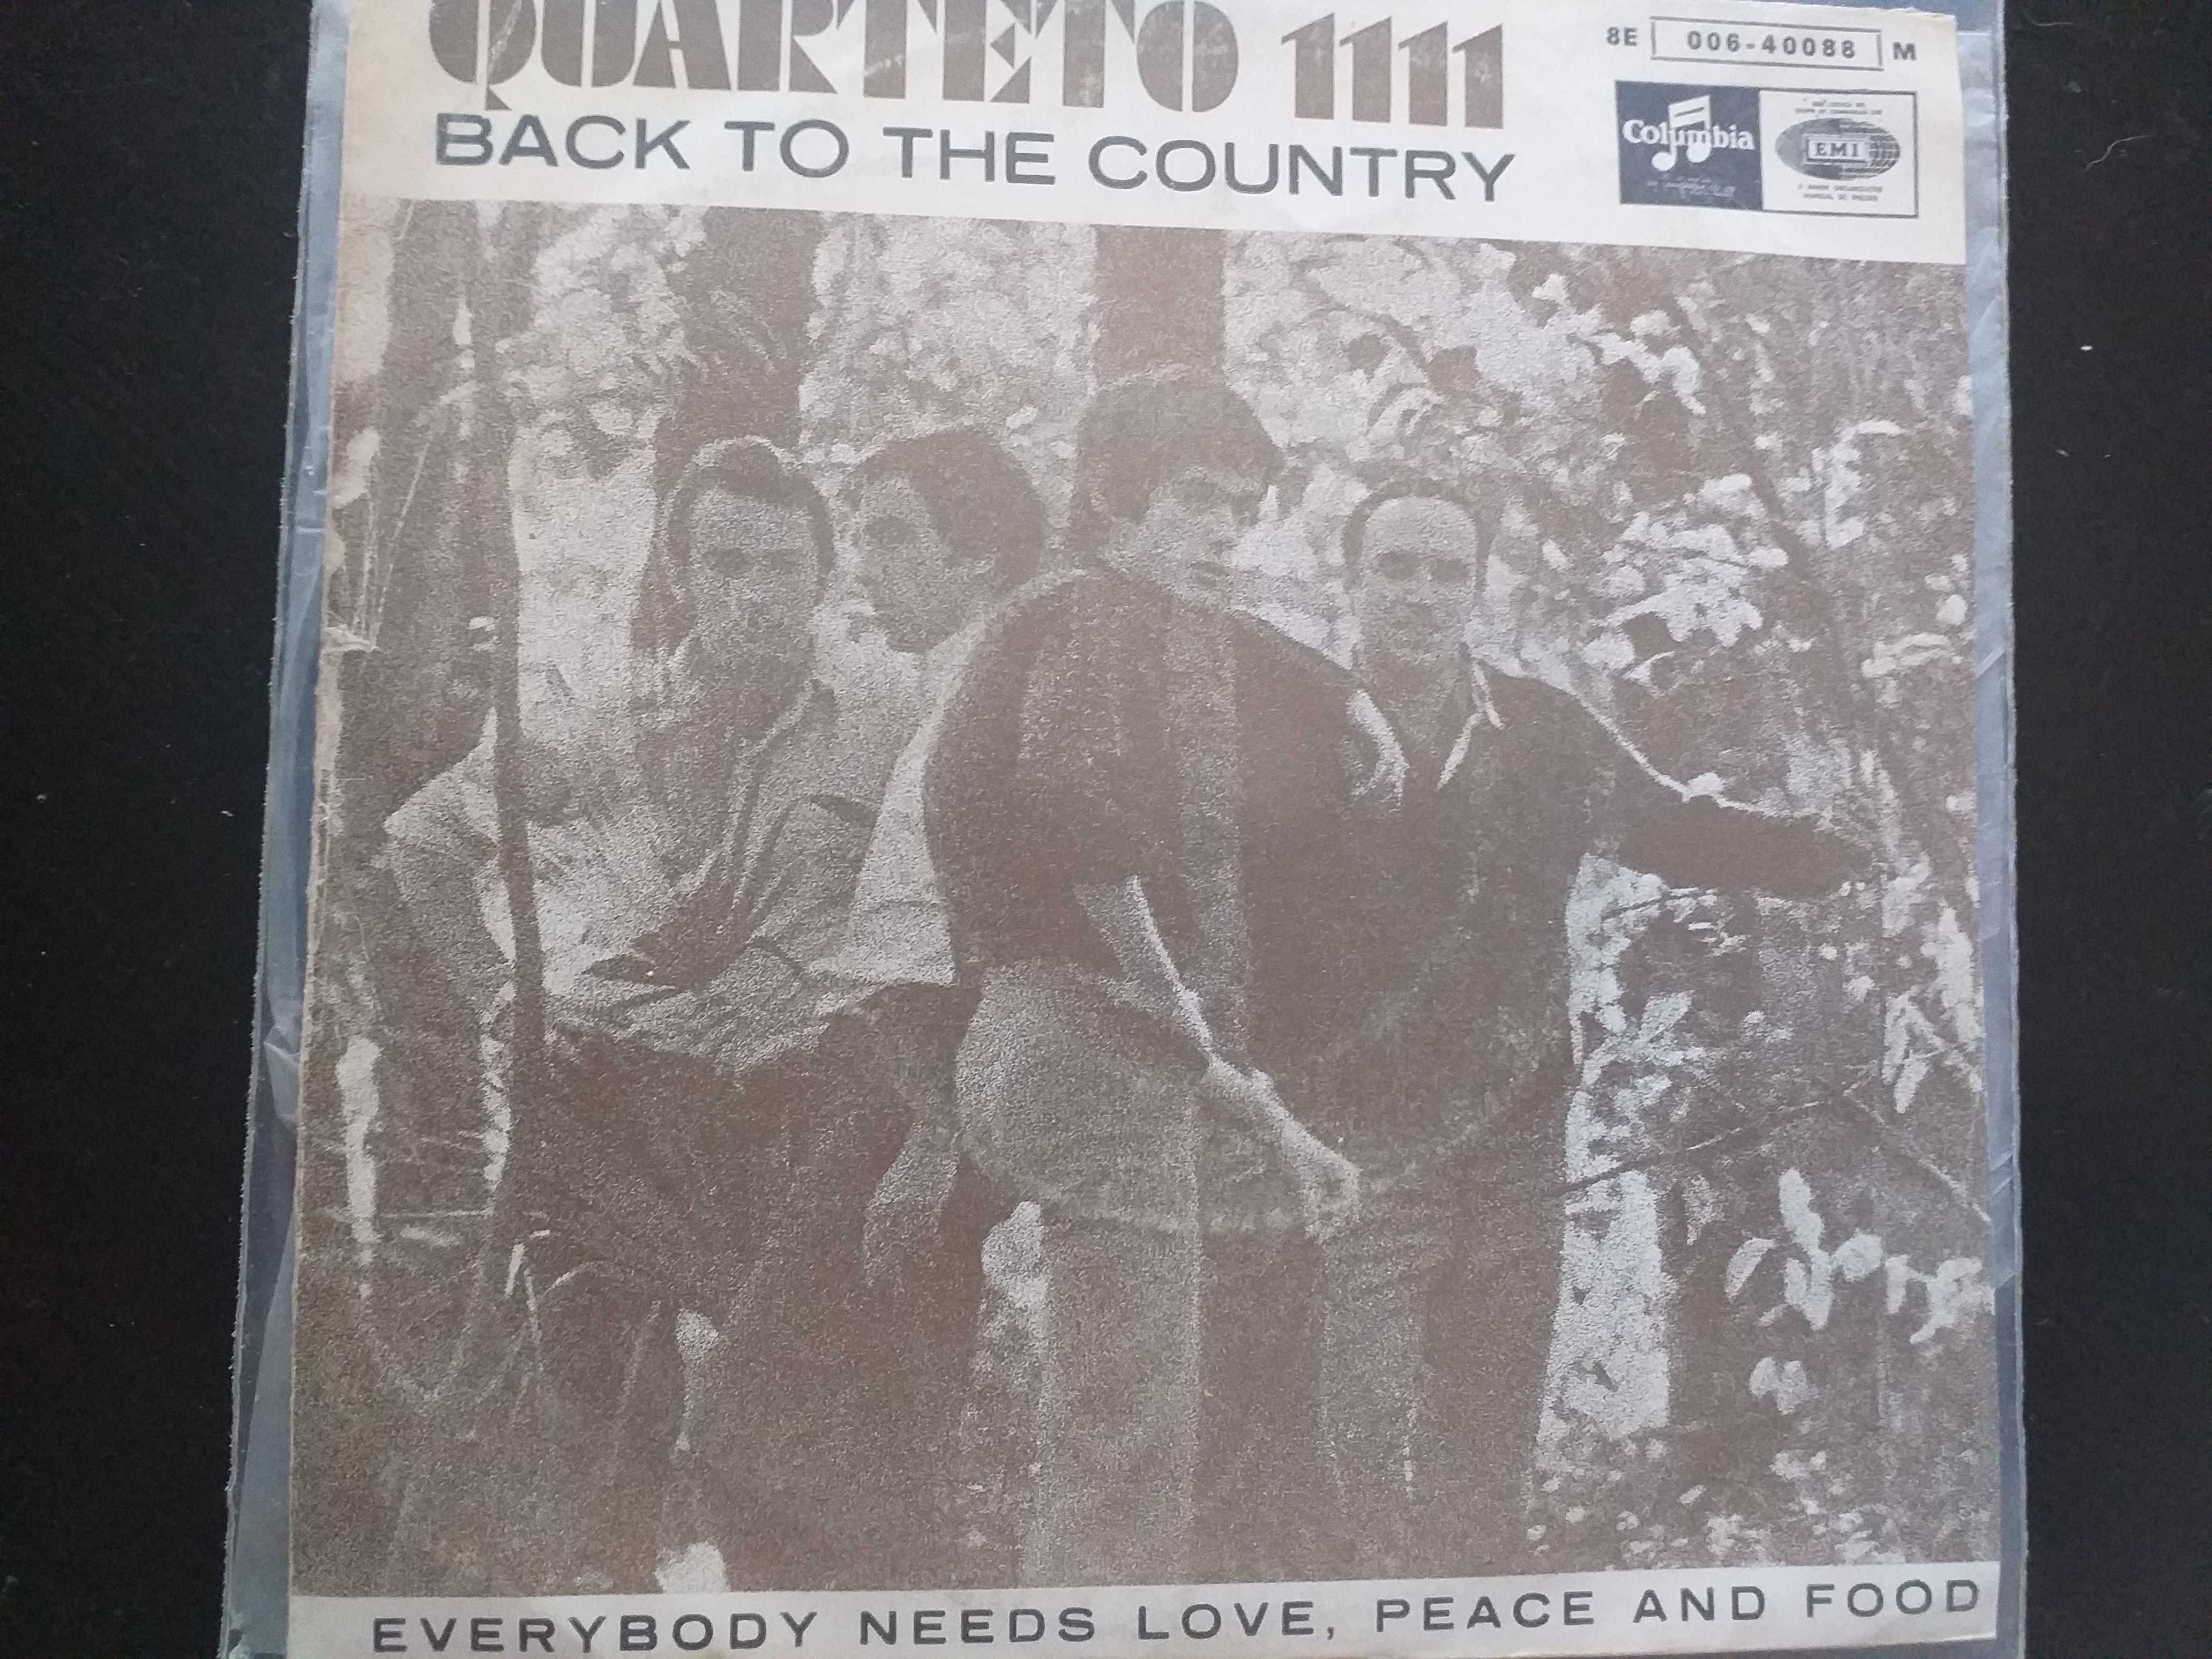 QUARTETO 1111
8E 006-40088 M
BACK TO THE COUNTRY
Columbia
EMI
EVERYBODY NEEDS LOVE, PEACE AND FOOD